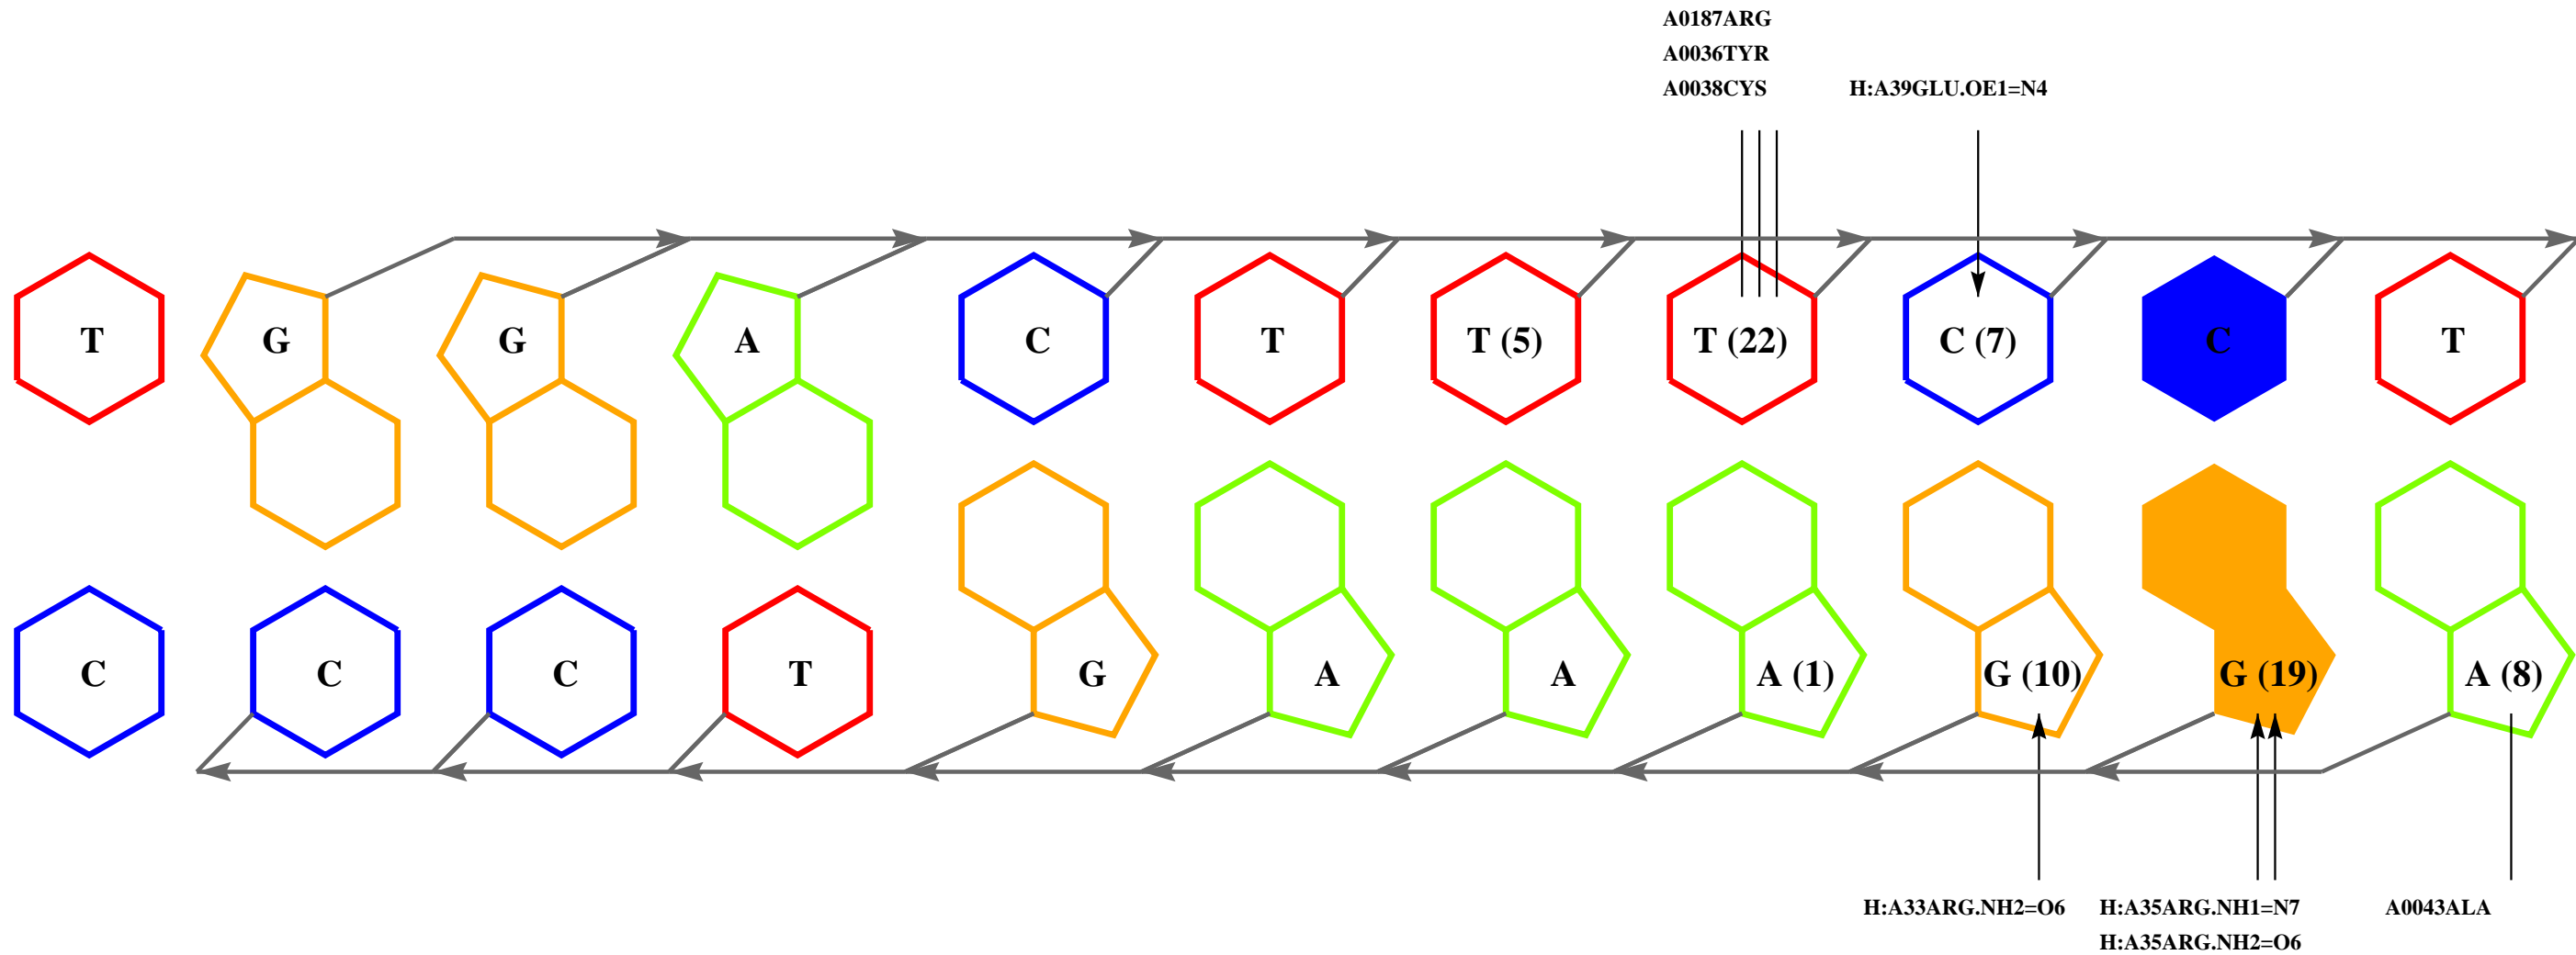 A0187ARG
A0036TYR
A0038CYS H:A39GLU.OE1=N4
T G G A C T T (5) T (22) C (7) C T
C C C T G A A A (1) G (10) G (19) A (8)
H:A33ARG.NH2=O6 H:A35ARG.NH1=N7 A0043ALA
H:A35ARG.NH2=O6